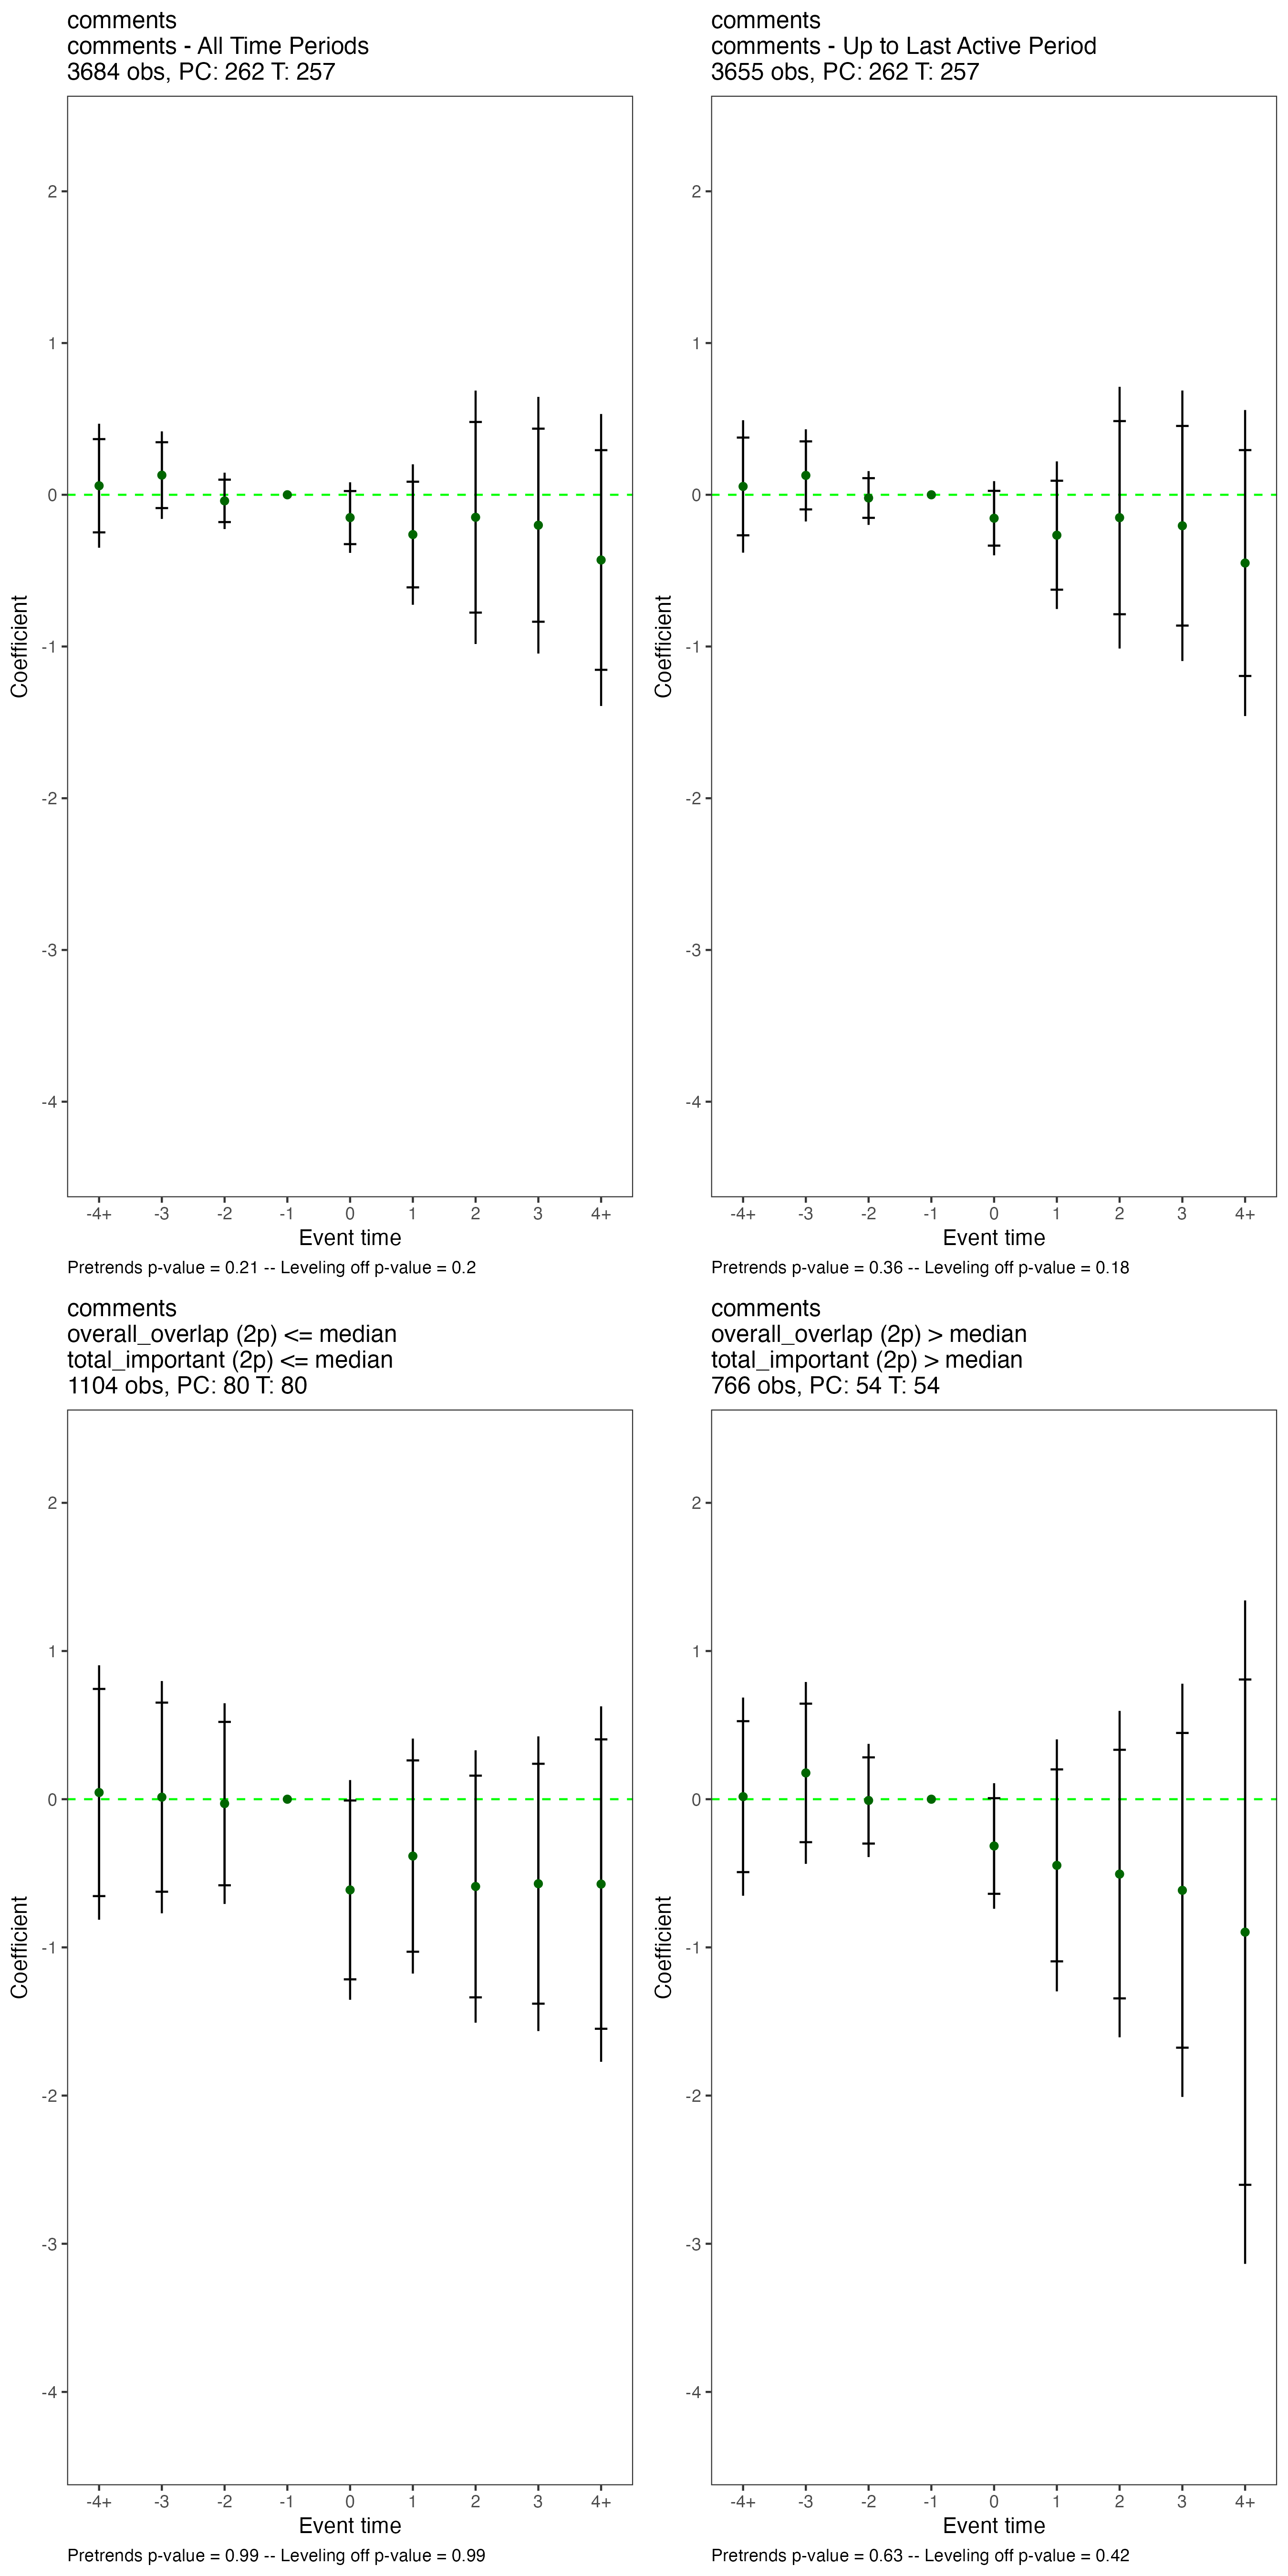 comments
comments - All Time Periods
3684 obs, PC: 262 T: 257
2
1
0
-1
-2
-3
-4
Coefficient
-4+ -3 -2 -1 0 1 2 3 4+
Event time
Pretrends p-value = 0.21 -- Leveling off p-value = 0.2
comments
comments - Up to Last Active Period
3655 obs, PC: 262 T: 257
2
1
0
-1
-2
-3
-4
Coefficient
-4+ -3 -2 -1 0 1 2 3 4+
Event time
Pretrends p-value = 0.36 -- Leveling off p-value = 0.18
comments
overall_overlap (2p) <= median
total_important (2p) <= median
1104 obs, PC: 80 T: 80
2
1
0
-1
-2
-3
-4
Coefficient
-4+ -3 -2 -1 0 1 2 3 4+
Event time
Pretrends p-value = 0.99 -- Leveling off p-value = 0.99
comments
overall_overlap (2p) > median
total_important (2p) > median
766 obs, PC: 54 T: 54
2
1
0
-1
-2
-3
-4
Coefficient
-4+ -3 -2 -1 0 1 2 3 4+
Event time
Pretrends p-value = 0.63 -- Leveling off p-value = 0.42